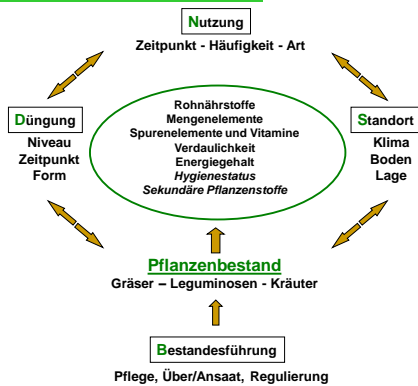 Nutzung
Zeitpunkt - Häufigkeit - Art
Düngung
Niveau
Zeitpunkt
Form
Rohnährstoffe
Mengenelemente
Spurenelemente und Vitamine
Verdaulichkeit
Energiegehalt
Hygienestatus
Sekundäre Pflanzenstoffe
Standort
Klima
Boden
Lage
Pflanzenbestand
Gräser – Leguminosen - Kräuter
Bestandesführung
Pflege, Über/Ansaat, Regulierung